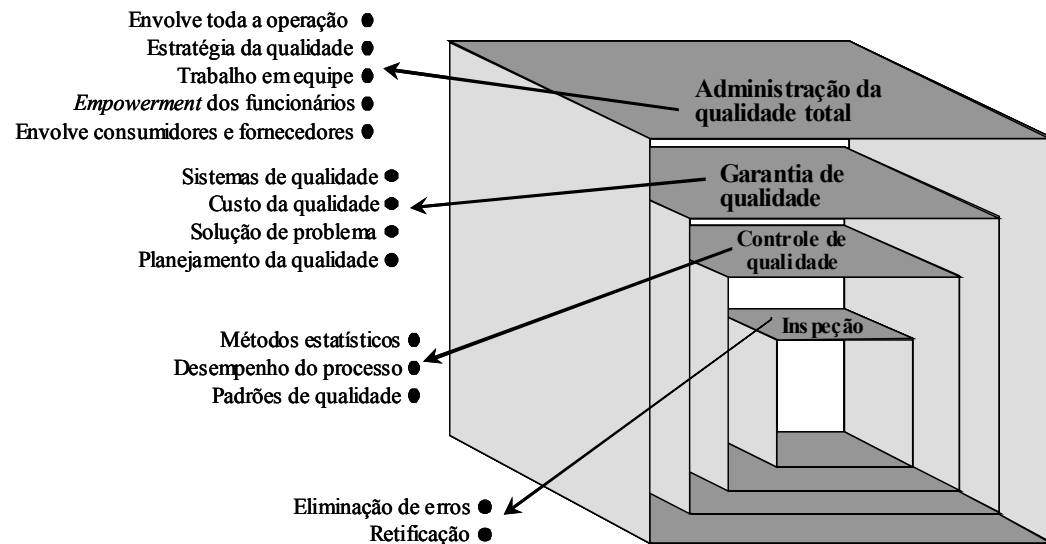 Envolve toda a operação ●
Estratégia da qualidade ●
Trabalho em equipe ●
Empowerment dos funcionários ●
Envolve consumidores e fornecedores ●
Administração da
qualidade total
Sistemas de qualidade ●
Custo da qualidade ●
Solução de problema ●
Planejamento da qualidade ●
Garantia de
qualidade
Controle de
qualidade
Métodos estatísticos ●
Desempenho do processo ●
Padrões de qualidade ●
Inspeção
Eliminação de erros ●
Retificação ●